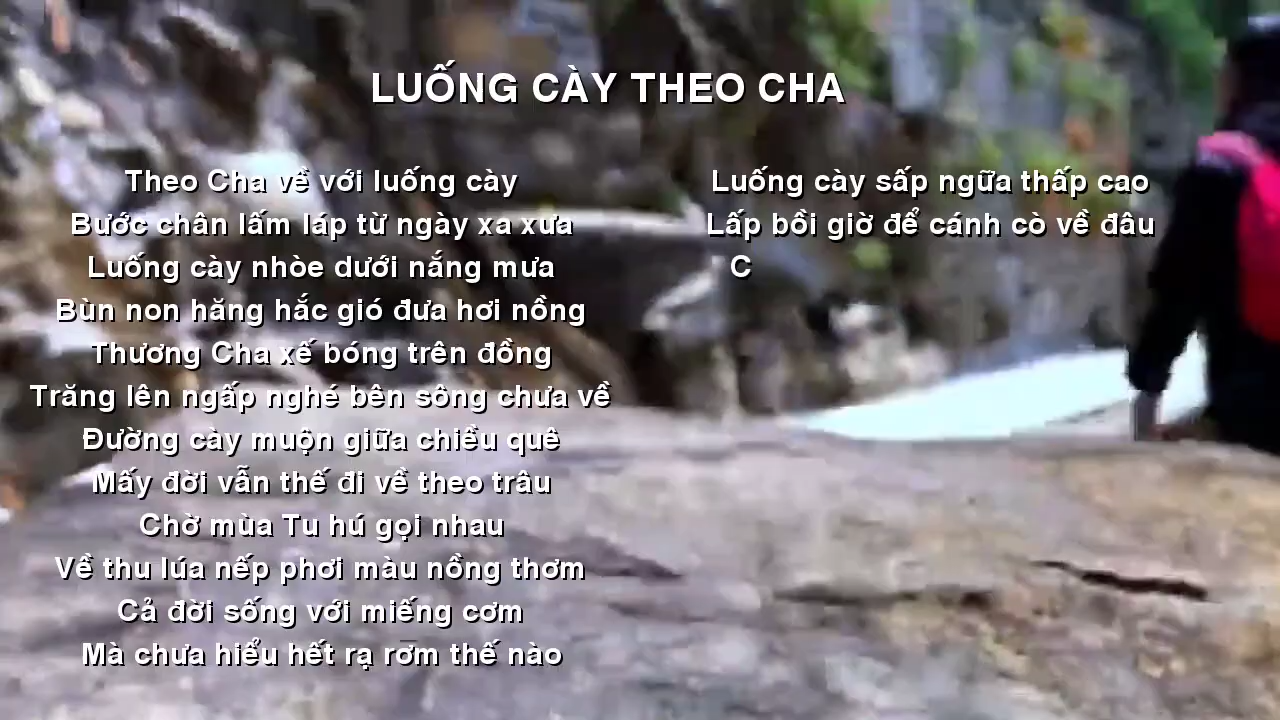 LUỐNG CÀY THEO CHA
Theo Cha về với luống cày
Bước chân lấm láp từ ngày xa xưa
Luống cày nhòe dưới nắng mưa
Bùn non hăng hắc gió đưa hơi nồng
Thương Cha xế bóng trên đồng
Trăng lên ngấp nghé bên sông chưa về
Đường cày muộn giữa chiều quê
Mấy đời vẫn thế đi về theo trâu
Chờ mùa Tu hú gọi nhau
Về thu lúa nếp phơi màu nồng thơm
Cả đời sống với miếng cơm
Mà chưa hiểu hết rạ rơm thế nào
Luống cày sấp ngữa thấp cao
Lấp bồi giờ để cánh cò về đâu
C